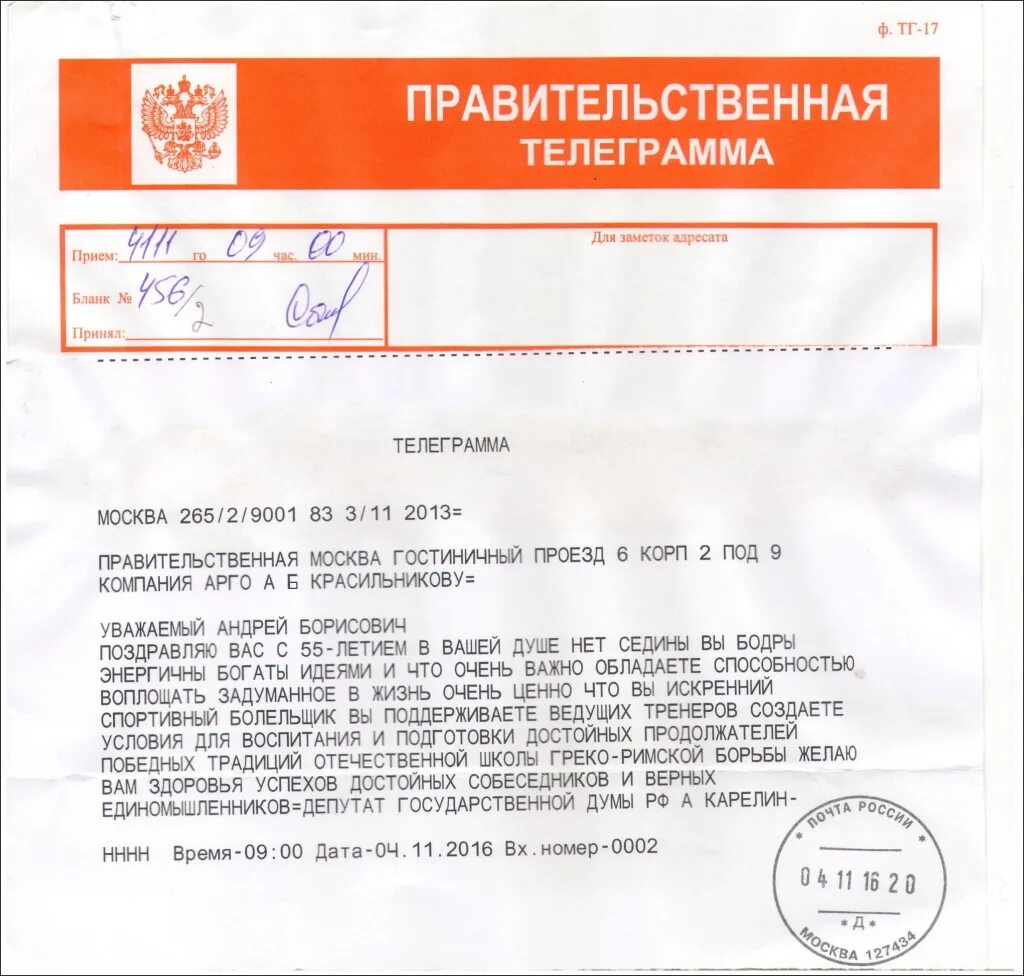 ф. ТГ-17
ПРАВИТЕЛЬСТВЕННАЯ
ТЕЛЕГРАММА
Прием: 4/11 го 09 час. 00 мин.
Для заметок адресата
Бланк № 456/2
Принял:
ТЕЛЕГРАММА
МОСКВА 265/2/9001 83 3/11 2013=
ПРАВИТЕЛЬСТВЕННАЯ МОСКВА ГОСТИНИЧНЫЙ ПРОЕЗД 6 КОРП 2 ПОД 9
КОМПАНИЯ АРГО А Б КРАСИЛЬНИКОВУ=
УВАЖАЕМЫЙ АНДРЕЙ БОРИСОВИЧ
ПОЗДРАВЛЯЮ ВАС С 55-ЛЕТИЕМ В ВАШЕЙ ДУШЕ НЕТ СЕДИНЫ ВЫ БОДРЫ
ЭНЕРГИЧНЫ БОГАТЫ ИДЕЯМИ И ЧТО ОЧЕНЬ ВАЖНО ОБЛАДАЕТЕ СПОСОБНОСТЬЮ
ВОПЛОЩАТЬ ЗАДУМАННОЕ В ЖИЗНЬ ОЧЕНЬ ЦЕННО ЧТО ВЫ ИСКРЕННИЙ
СПОРТИВНЫЙ БОЛЕЛЬЩИК ВЫ ПОДДЕРЖИВАЕТЕ ВЕДУЩИХ ТРЕНЕРОВ СОЗДАЕТЕ
УСЛОВИЯ ДЛЯ ВОСПИТАНИЯ И ПОДГОТОВКИ ДОСТОЙНЫХ ПРОДОЛЖАТЕЛЕЙ
ПОБЕДНЫХ ТРАДИЦИЙ ОТЕЧЕСТВЕННОЙ ШКОЛЫ ГРЕКО-РИМСКОЙ БОРЬБЫ ЖЕЛАЮ
ВАМ ЗДОРОВЬЯ УСПЕХОВ ДОСТОЙНЫХ СОБЕСЕДНИКОВ И ВЕРНЫХ
ЕДИНОМЫШЛЕННИКОВ=ДЕПУТАТ ГОСУДАРСТВЕННОЙ ДУМЫ РФ А КАРЕЛИН-
НННН Время-09:00 Дата-04.11.2016 Вх.номер-0002
* ПОЧТА РОССИИ *
04 11 16 20
*Д*
МОСКВА 127434